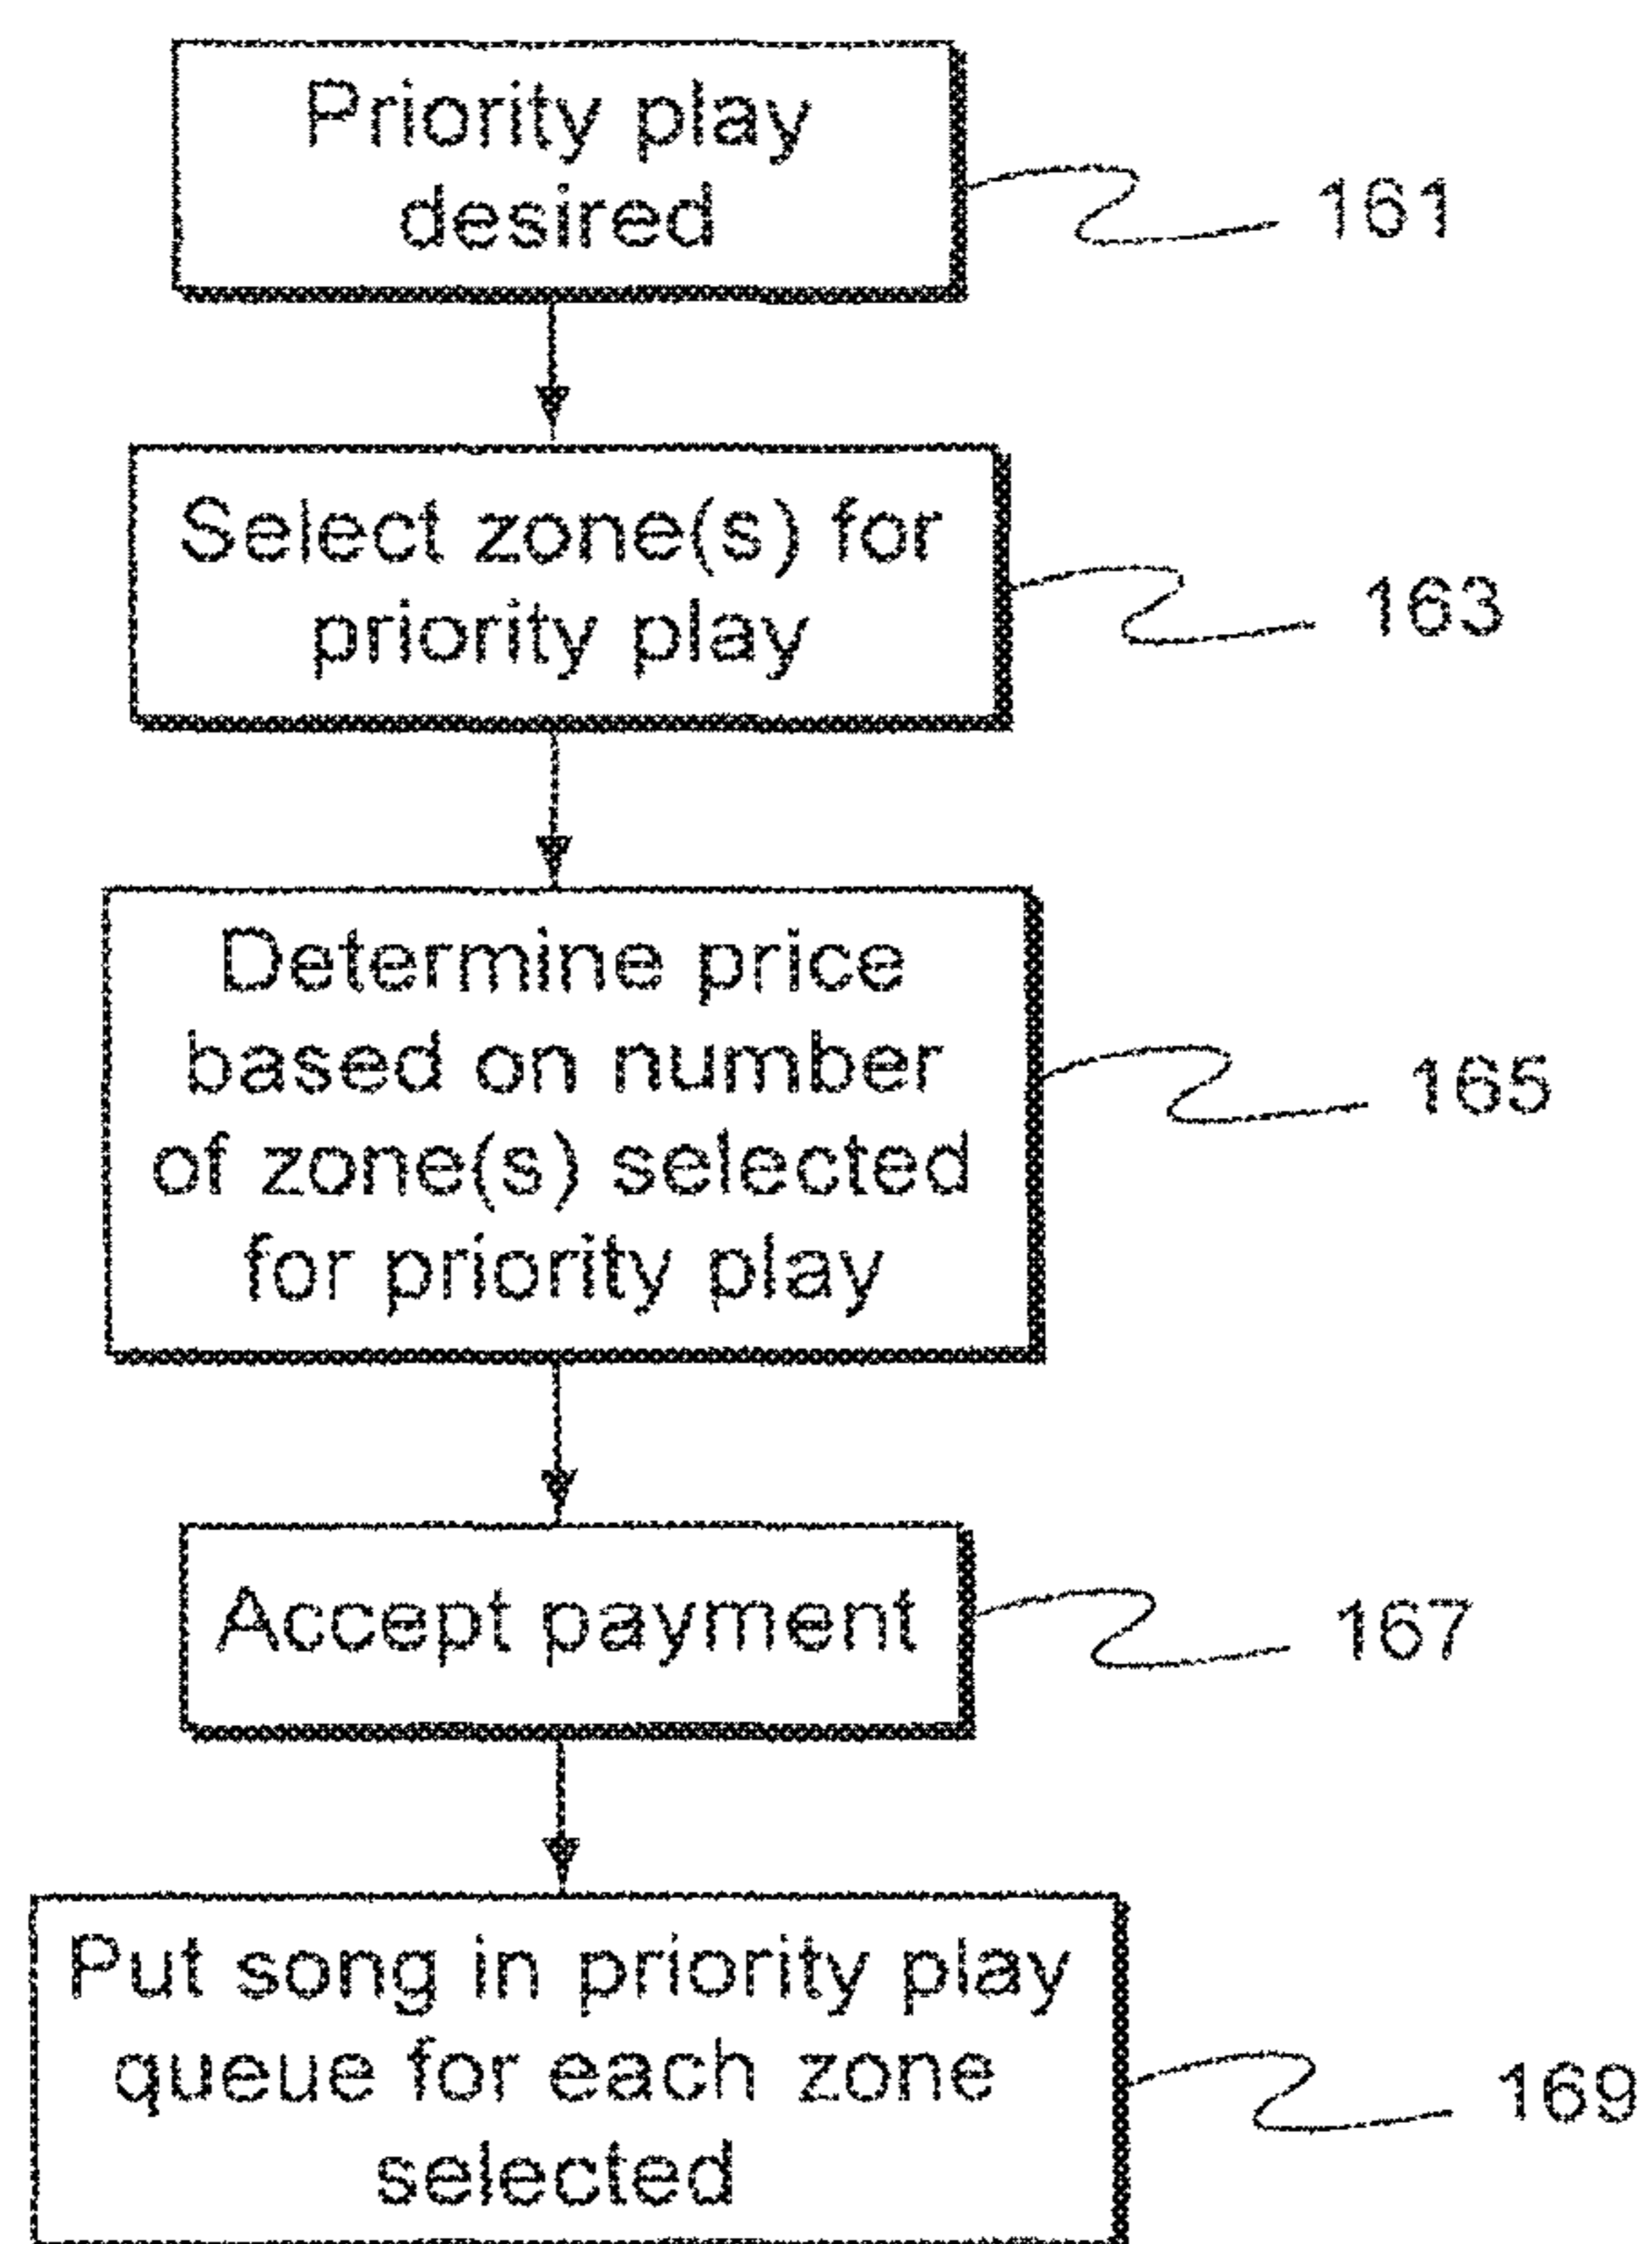 Priority play
desired
161
Select zone(s) for
priority play
163
Determine price
based on number
of zone(s) selected
for priority play
165
Accept payment
167
Put song in priority play
queue for each zone
selected
169